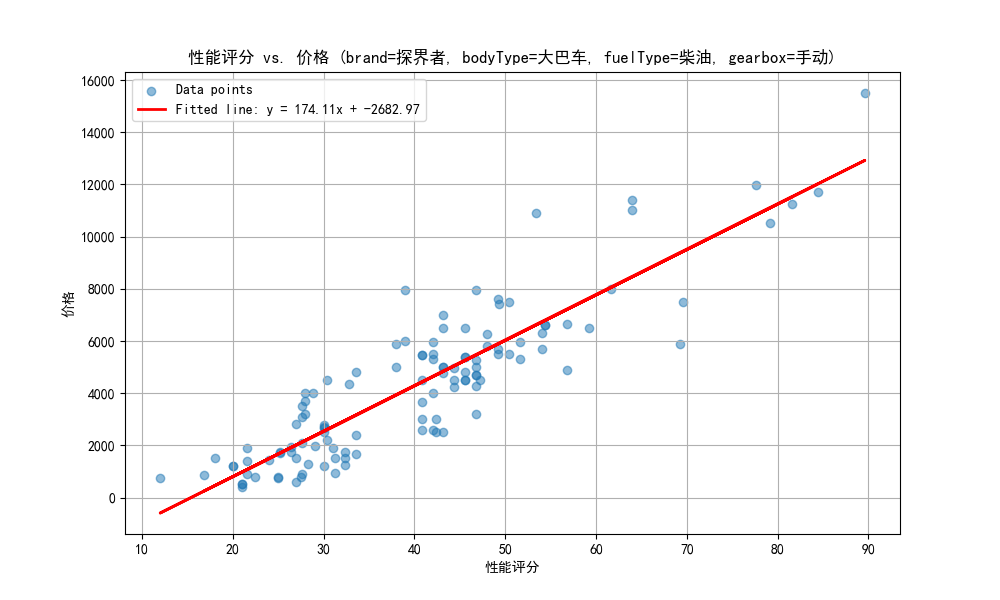 性能评分 vs. 价格 (brand=探界者, bodyType=大巴车, fuelType=柴油, gearbox=手动)
Data points
Fitted line: y = 174.11x + -2682.97
价格
16000
14000
12000
10000
8000
6000
4000
2000
0
10 20 30 40 50 60 70 80 90
性能评分